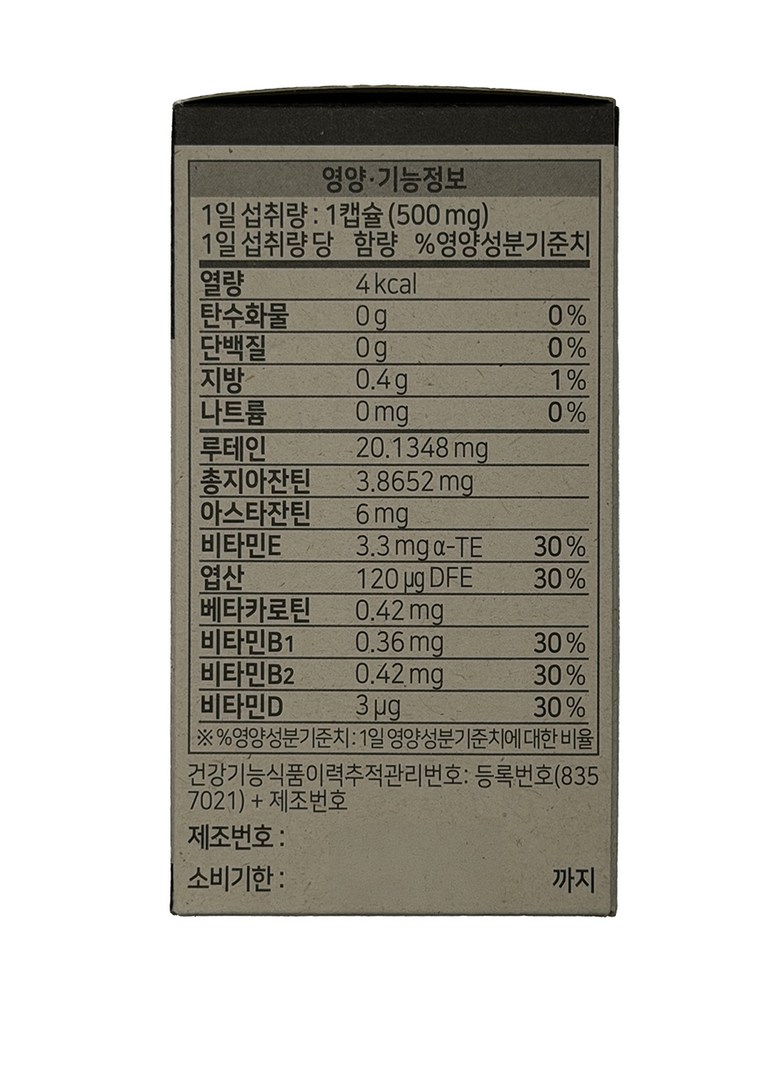 영양·기능정보
1일 섭취량 : 1캡슐 (500 mg)
1일 섭취량 당 함량 %영양성분기준치
열량 4 kcal
탄수화물 0 g 0 %
단백질 0 g 0 %
지방 0.4 g 1 %
나트륨 0 mg 0 %
루테인 20.1348 mg
총지아잔틴 3.8652 mg
아스타잔틴 6 mg
비타민E 3.3 mg α-TE 30 %
엽산 120 µg DFE 30 %
베타카로틴 0.42 mg
비타민B1 0.36 mg 30 %
비타민B2 0.42 mg 30 %
비타민D 3 µg 30 %
※ %영양성분기준치 : 1일 영양성분기준치에 대한 비율
건강기능식품이력추적관리번호: 등록번호(835
7021) + 제조번호
제조번호 :
소비기한 : 까지